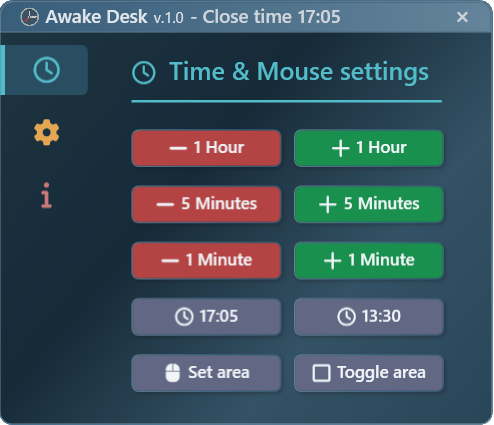 Awake Desk v.1.0 - Close time 17:05
Time & Mouse settings
1 Hour
1 Hour
5 Minutes
5 Minutes
1 Minute
1 Minute
17:05
13:30
Set area
Toggle area